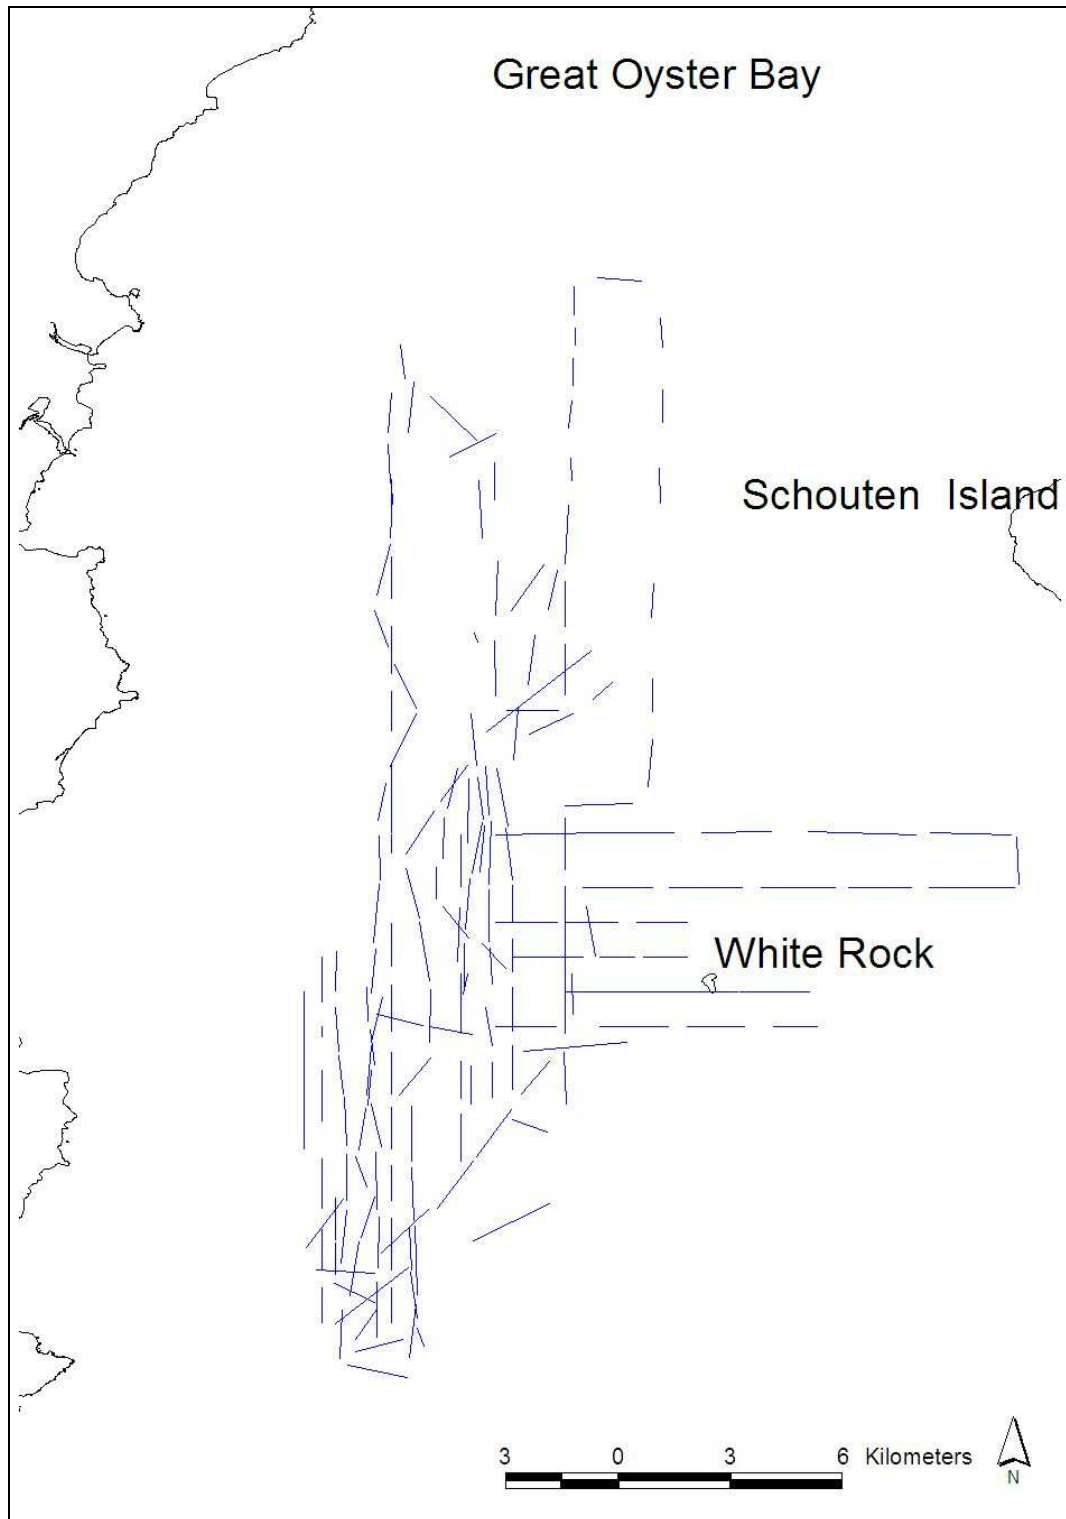 Great Oyster Bay
Schouten Island
White Rock
3 0 3 6 Kilometers
N